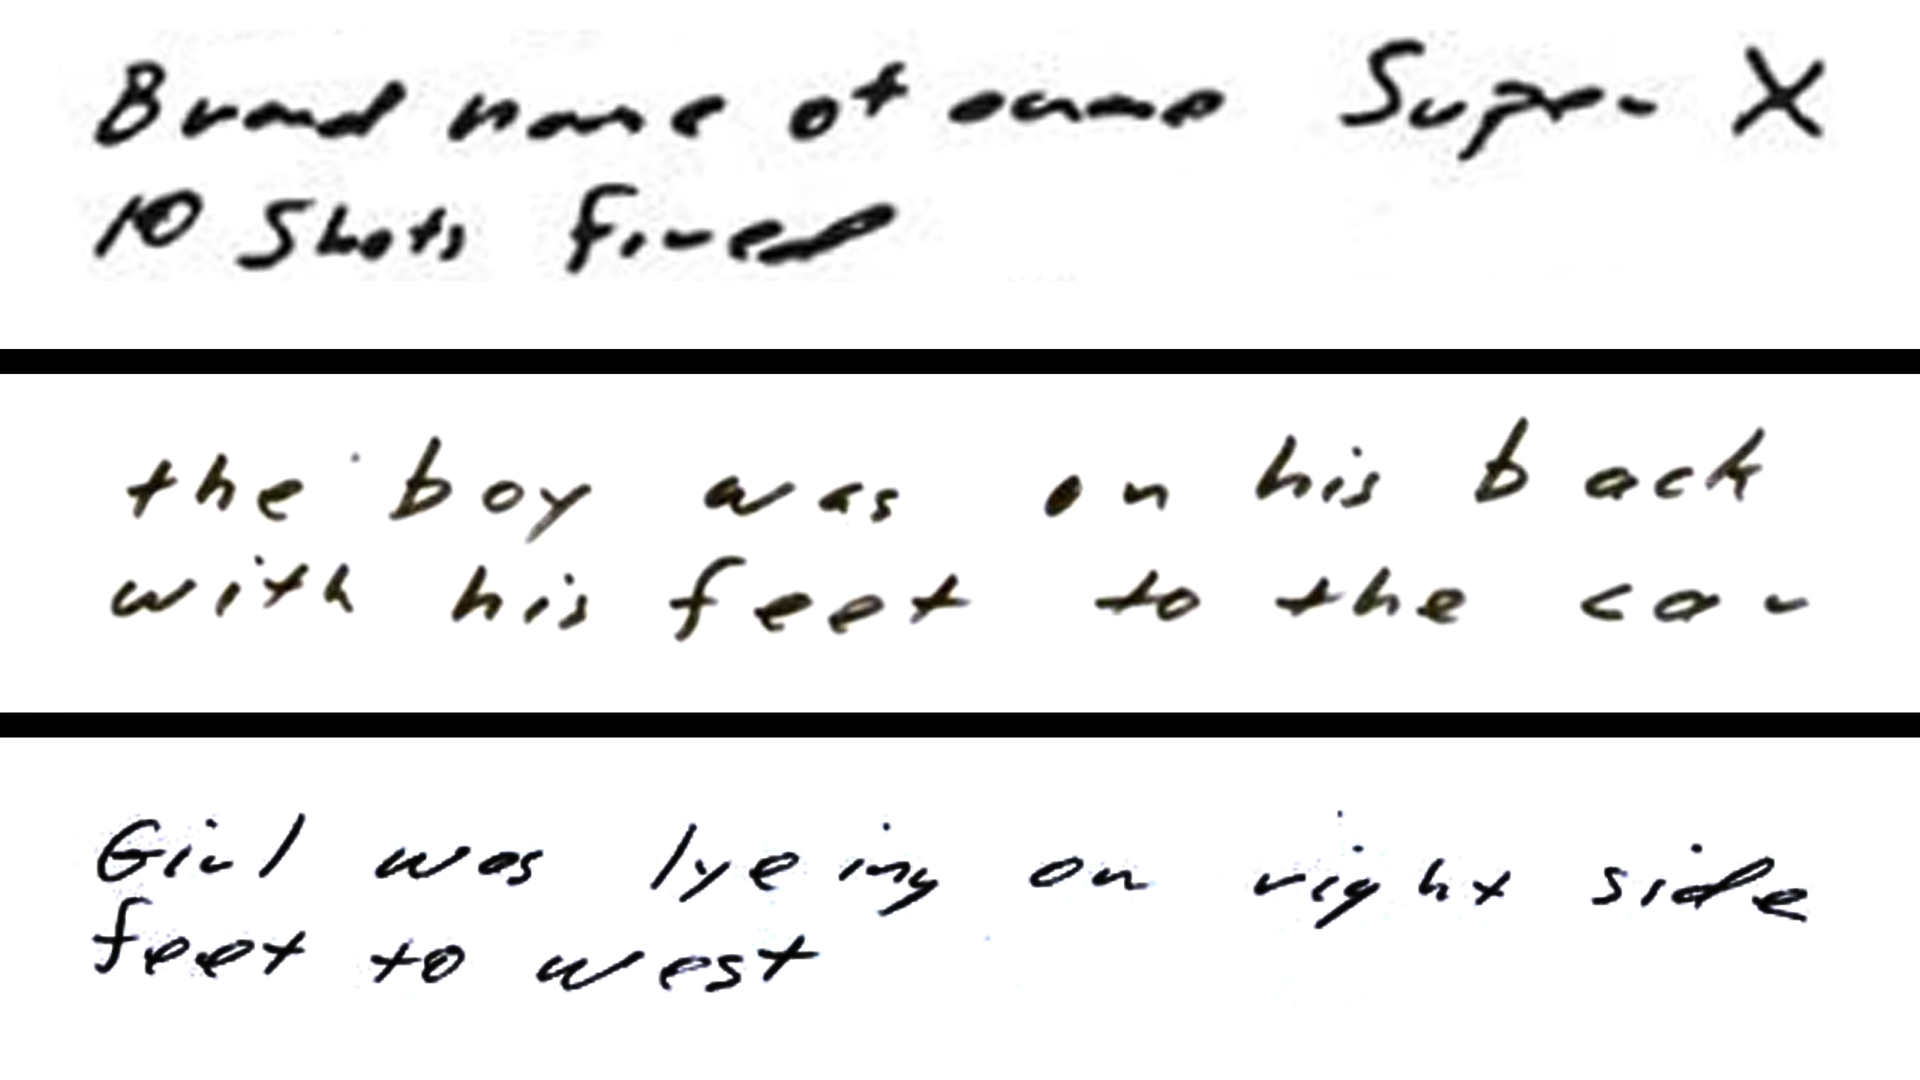 Brand name of ammo Super X
10 Shots fired
the boy was on his back
with his feet to the car
Girl was lyeing on right side
feet to west